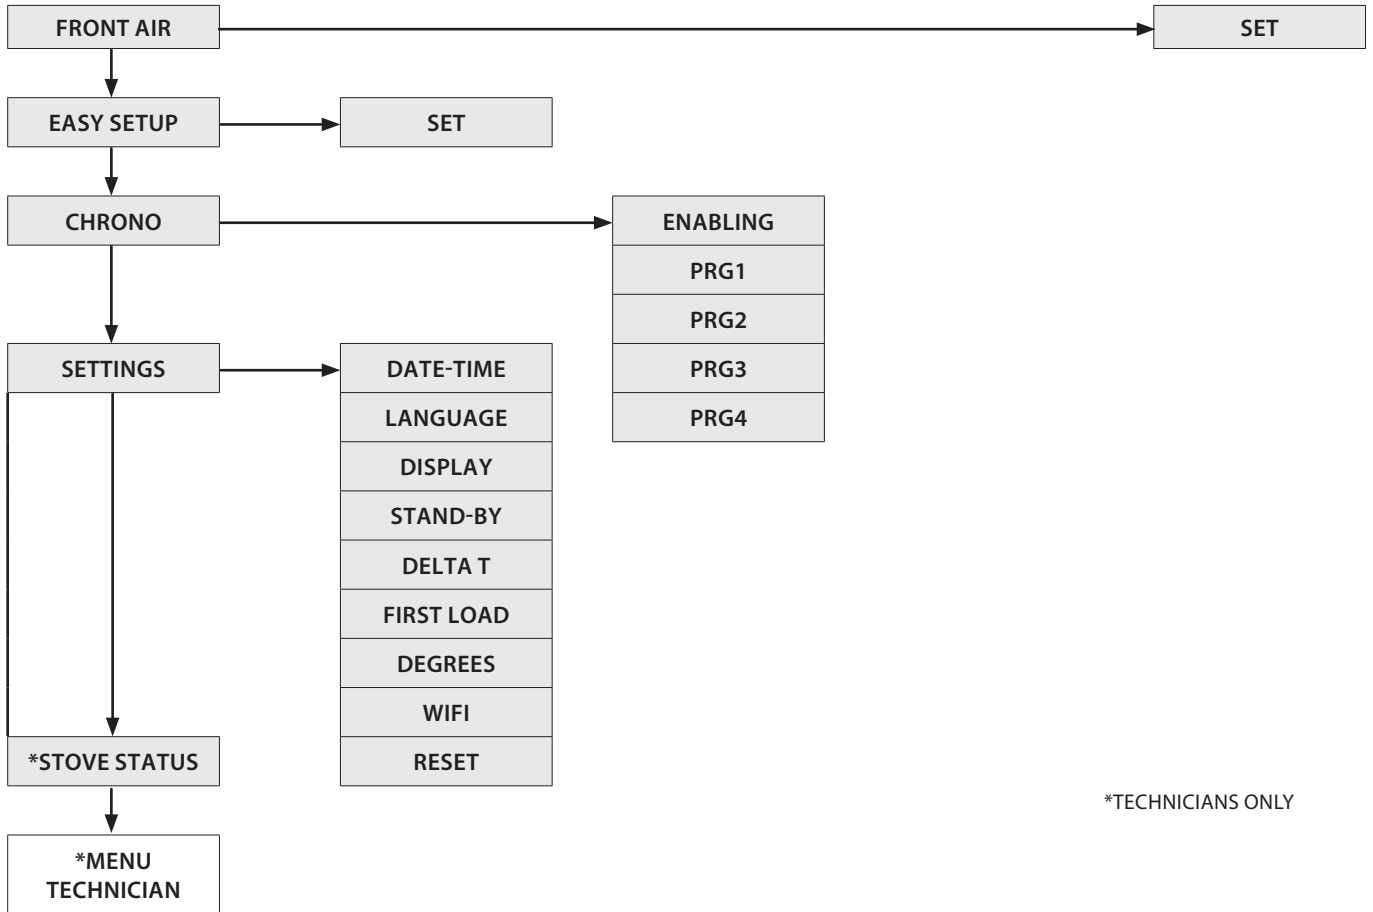 FRONT AIR
SET
EASY SETUP
SET
CHRONO
ENABLING
PRG1
PRG2
PRG3
PRG4
SETTINGS
DATE-TIME
LANGUAGE
DISPLAY
STAND-BY
DELTA T
FIRST LOAD
DEGREES
WIFI
RESET
*STOVE STATUS
*MENU
TECHNICIAN
*TECHNICIANS ONLY